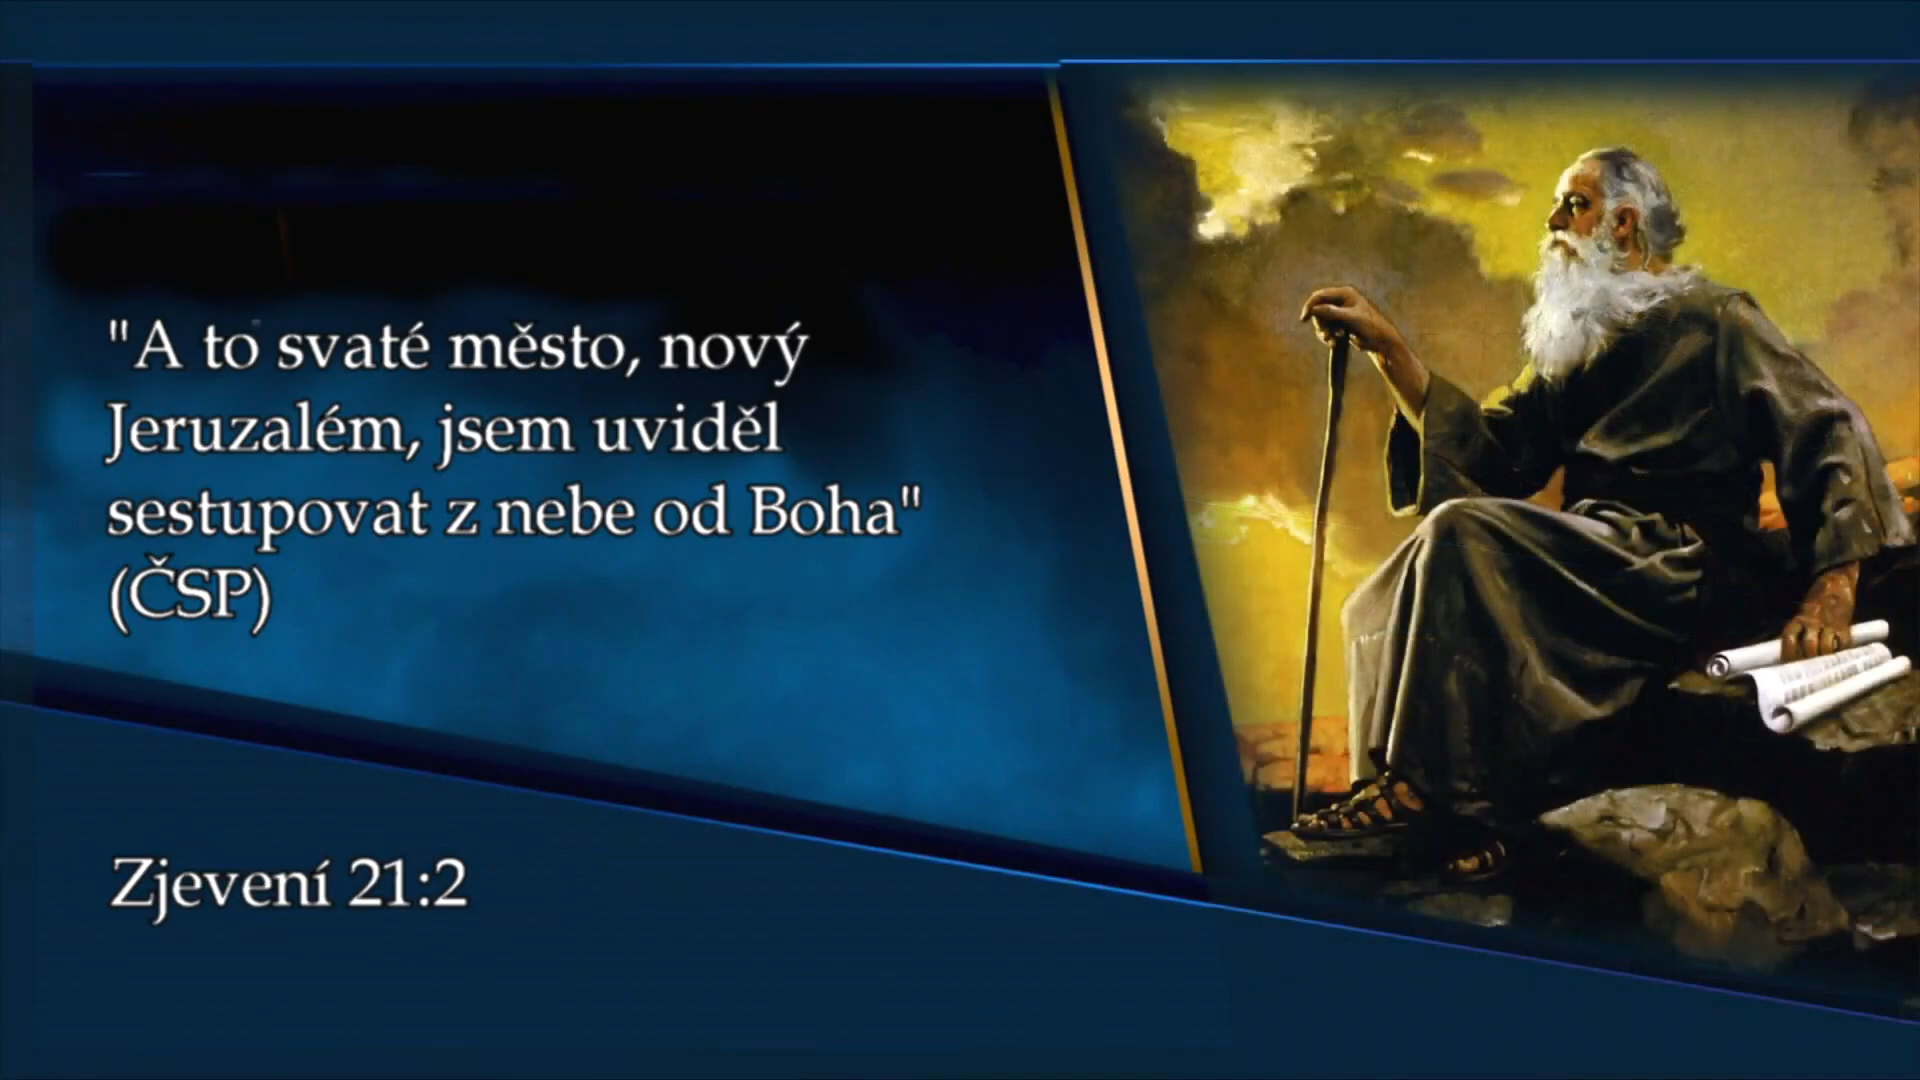 "A to svaté město, nový
Jeruzalém, jsem uviděl
sestupovat z nebe od Boha"
(ČSP)
Zjevení 21:2